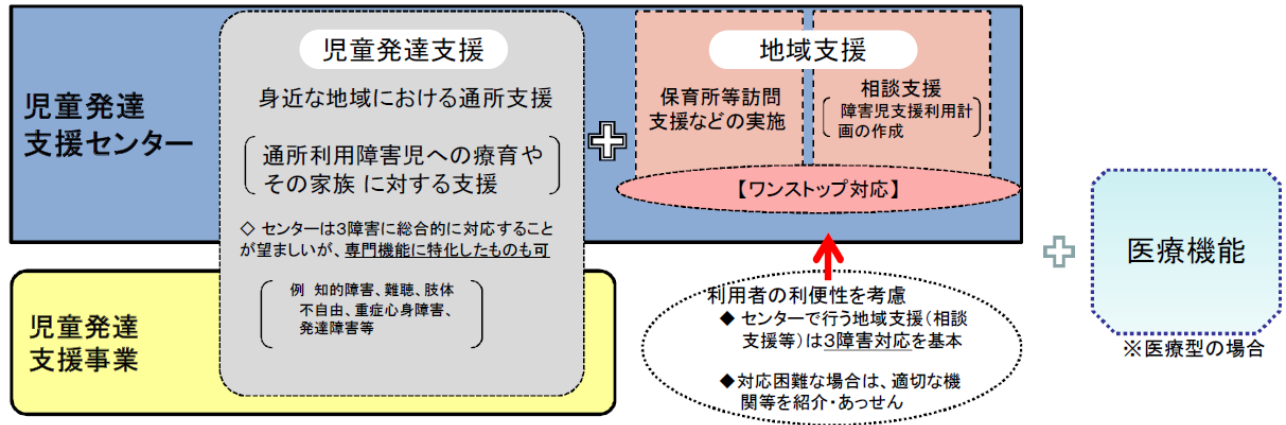 児童発達
支援センター
児童発達支援
身近な地域における通所支援
通所利用障害児への療育や
その家族 に対する支援
◇ センターは3障害に総合的に対応すること
が望ましいが、専門機能に特化したものも可
例 知的障害、難聴、肢体
不自由、重症心身障害、
発達障害等
地域支援
保育所等訪問
支援などの実施
相談支援
障害児支援利用計
画の作成
【ワンストップ対応】
児童発達
支援事業
利用者の利便性を考慮
◆ センターで行う地域支援(相談
支援等)は3障害対応を基本
◆対応困難な場合は、適切な機
関等を紹介・あっせん
医療機能
※医療型の場合